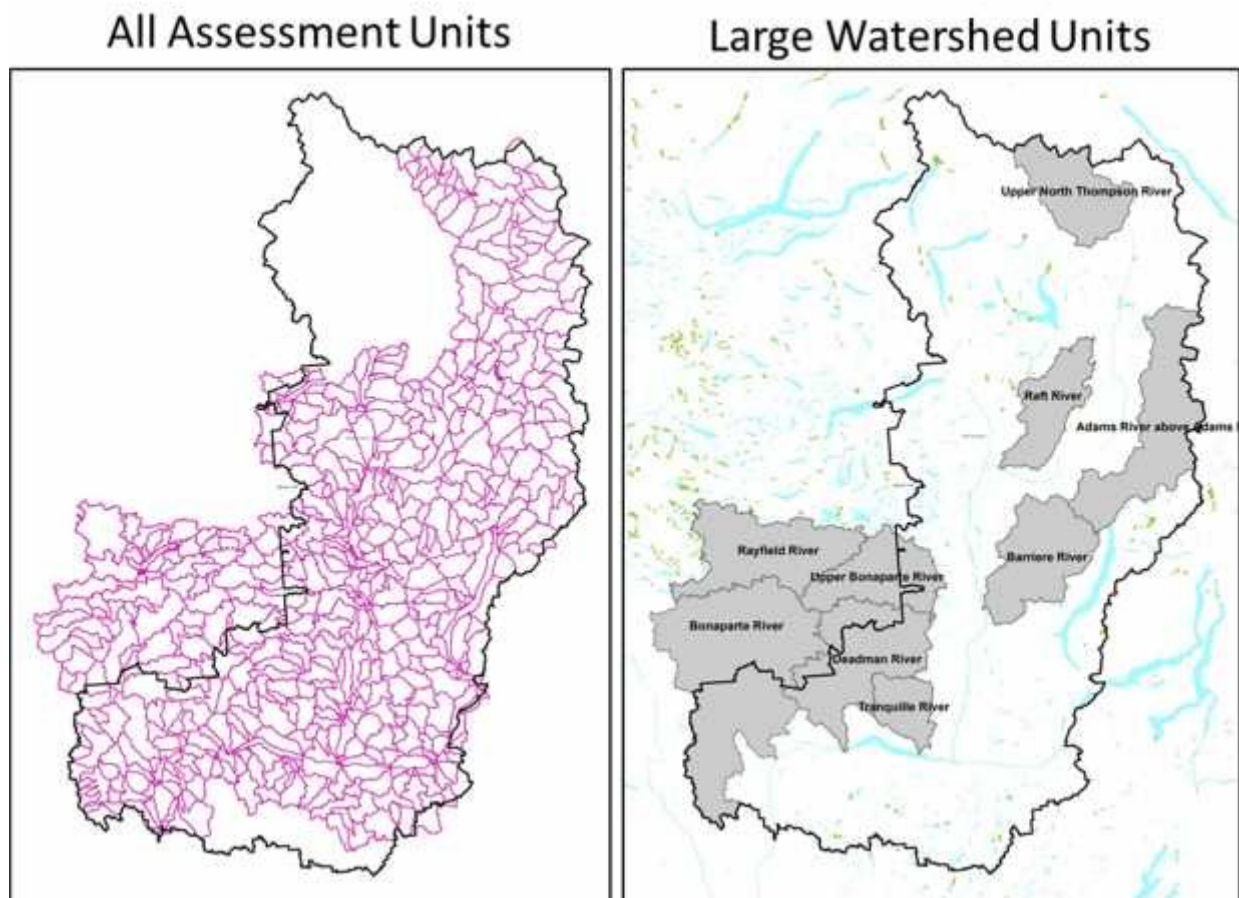 All Assessment Units
Large Watershed Units
Upper North Thompson River
Raft River
Adams River above Adams
Rayfield River
Upper Bonaparte River
Barriere River
Bonaparte River
Deadman River
Tranquille River